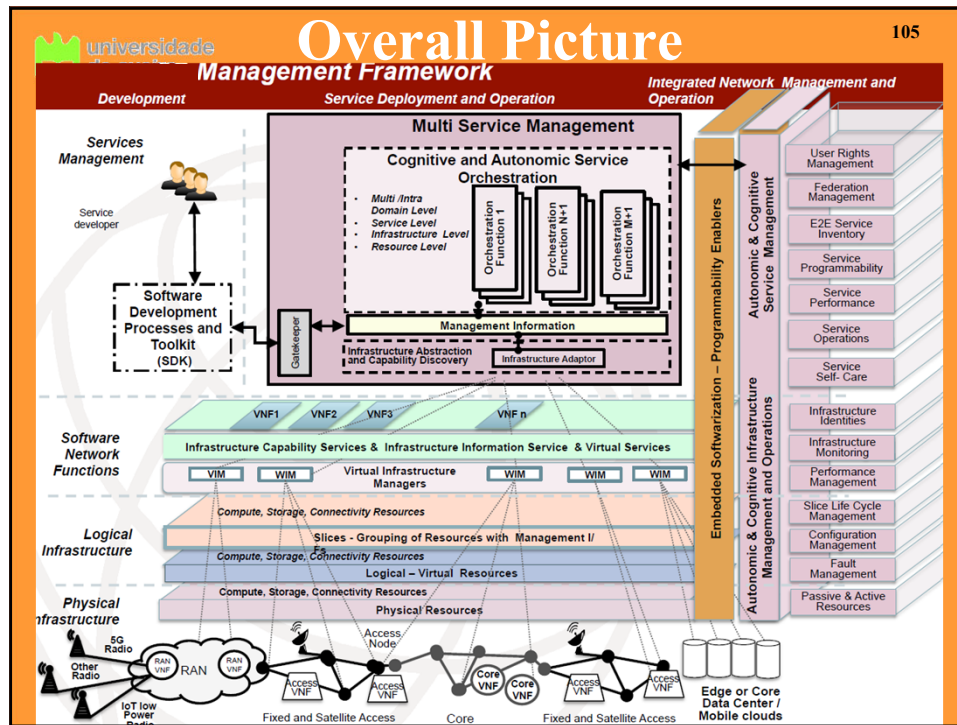 Overall Picture
105
universidade
Management Framework
Integrated Network Management and
Operation
Development
Service Deployment and Operation
Services
Management
Service
developer
Software
Development
Processes and
Toolkit
(SDK)
Gatekeeper
Multi Service Management
Cognitive and Autonomic Service
Orchestration
• Multi /Intra
Domain Level
• Service Level
• Infrastructure Level
• Resource Level
Orchestration
Function 1
Orchestration
Function N+1
Orchestration
Function M+1
Management Information
Infrastructure Abstraction
and Capability Discovery
Infrastructure Adaptor
Embedded Softwarization – Programmability Enablers
Autonomic & Cognitive
Service Management
Autonomic & Cognitive Infrastructure
Management and Operations
User Rights
Management
Federation
Management
E2E Service
Inventory
Service
Programmability
Service
Performance
Service
Operations
Service
Self- Care
Infrastructure
Identities
Infrastructure
Monitoring
Performance
Management
Slice Life Cycle
Management
Configuration
Management
Fault
Management
Passive & Active
Resources
Software
Network
Functions
VNF1
VNF2
VNF3
VNF n
Infrastructure Capability Services & Infrastructure Information Service & Virtual Services
VIM
WIM
Virtual Infrastructure
Managers
WIM
WIM
WIM
Logical
Infrastructure
Compute, Storage, Connectivity Resources
Slices - Grouping of Resources with Management I/
Fs
Compute, Storage, Connectivity Resources
Logical – Virtual Resources
Physical
Infrastructure
Compute, Storage, Connectivity Resources
Physical Resources
5G
Radio
Other
Radio
IoT low
Power
Radio
RAN
VNF
RAN
RAN
VNF
Access
Node
Access
VNF
Access
VNF
Fixed and Satellite Access
Core
VNF
Core
VNF
Core
Access
VNF
Access
VNF
Fixed and Satellite Access
Edge or Core
Data Center /
Mobile clouds